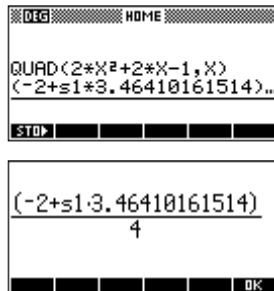 DEG HOME
QUAD(2*X²+2*X-1,X)
(-2+s1*3.46410161514)…
STO▶
(-2+s1·3.46410161514)
4
OK